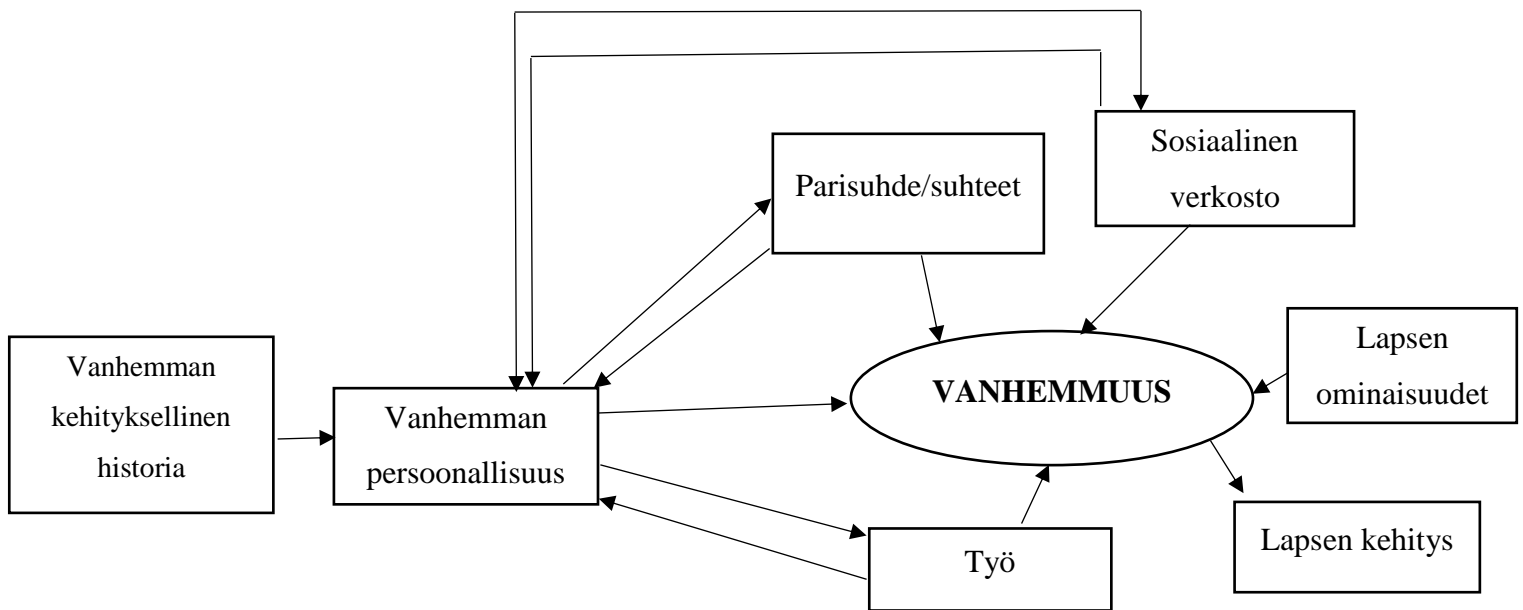 Sosiaalinen
verkosto
Parisuhde/suhteet
Vanhemman
kehityksellinen
historia
Vanhemman
persoonallisuus
VANHEMMUUS
Lapsen
ominaisuudet
Työ
Lapsen kehitys